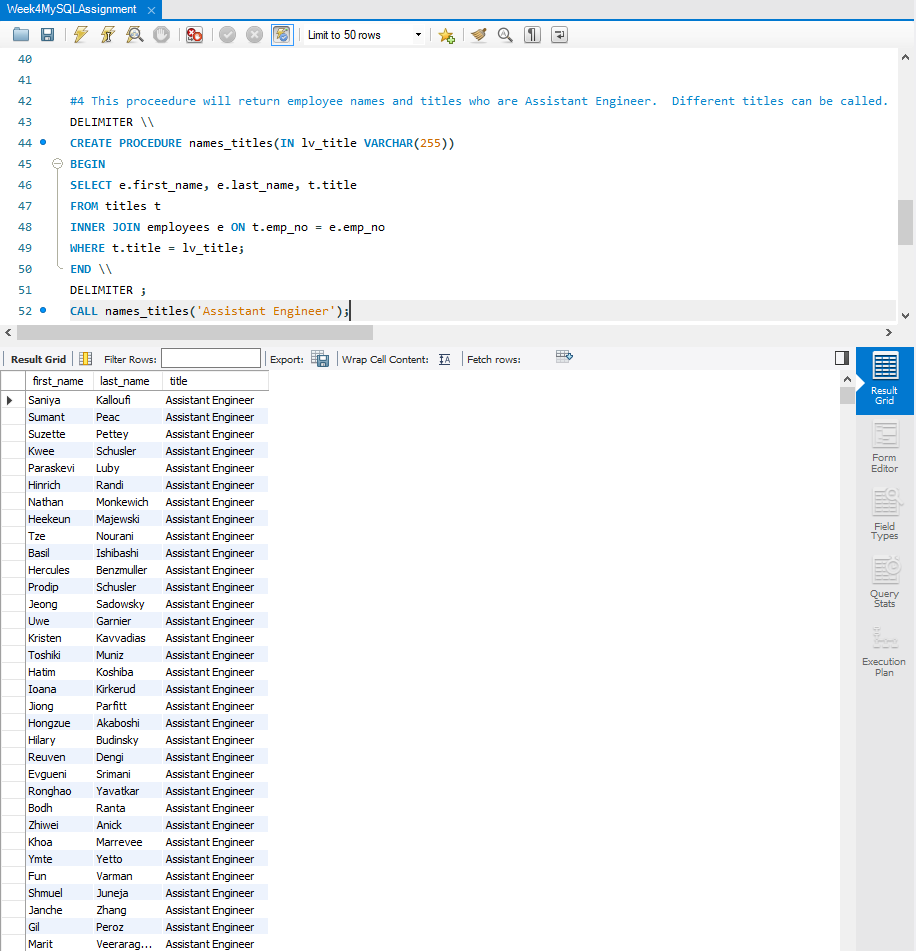 Week4MySQLAssignment
Limit to 50 rows
40
41
42 #4 This proceedure will return employee names and titles who are Assistant Engineer.  Different titles can be called.
43 DELIMITER \\
44 CREATE PROCEDURE names_titles(IN lv_title VARCHAR(255))
45 BEGIN
46 SELECT e.first_name, e.last_name, t.title
47 FROM titles t
48 INNER JOIN employees e ON t.emp_no = e.emp_no
49 WHERE t.title = lv_title;
50 END \\
51 DELIMITER ;
52 CALL names_titles('Assistant Engineer');
Result Grid Filter Rows: Export: Wrap Cell Content: Fetch rows:
first_name last_name title
Saniya Kalloufi Assistant Engineer
Sumant Peac Assistant Engineer
Suzette Pettey Assistant Engineer
Kwee Schusler Assistant Engineer
Paraskevi Luby Assistant Engineer
Hinrich Randi Assistant Engineer
Nathan Monkewich Assistant Engineer
Heekeun Majewski Assistant Engineer
Tze Nourani Assistant Engineer
Basil Ishibashi Assistant Engineer
Hercules Benzmuller Assistant Engineer
Prodip Schusler Assistant Engineer
Jeong Sadowsky Assistant Engineer
Uwe Garnier Assistant Engineer
Kristen Kavvadias Assistant Engineer
Toshiki Muniz Assistant Engineer
Hatim Koshiba Assistant Engineer
Ioana Kirkerud Assistant Engineer
Jiong Parfitt Assistant Engineer
Hongzue Akaboshi Assistant Engineer
Hilary Budinsky Assistant Engineer
Reuven Dengi Assistant Engineer
Evgueni Srimani Assistant Engineer
Ronghao Yavatkar Assistant Engineer
Bodh Ranta Assistant Engineer
Zhiwei Anick Assistant Engineer
Khoa Marrevee Assistant Engineer
Ymte Yetto Assistant Engineer
Fun Varman Assistant Engineer
Shmuel Juneja Assistant Engineer
Janche Zhang Assistant Engineer
Gil Peroz Assistant Engineer
Marit Veerarag... Assistant Engineer
Result
Grid
Form
Editor
Field
Types
Query
Stats
Execution
Plan